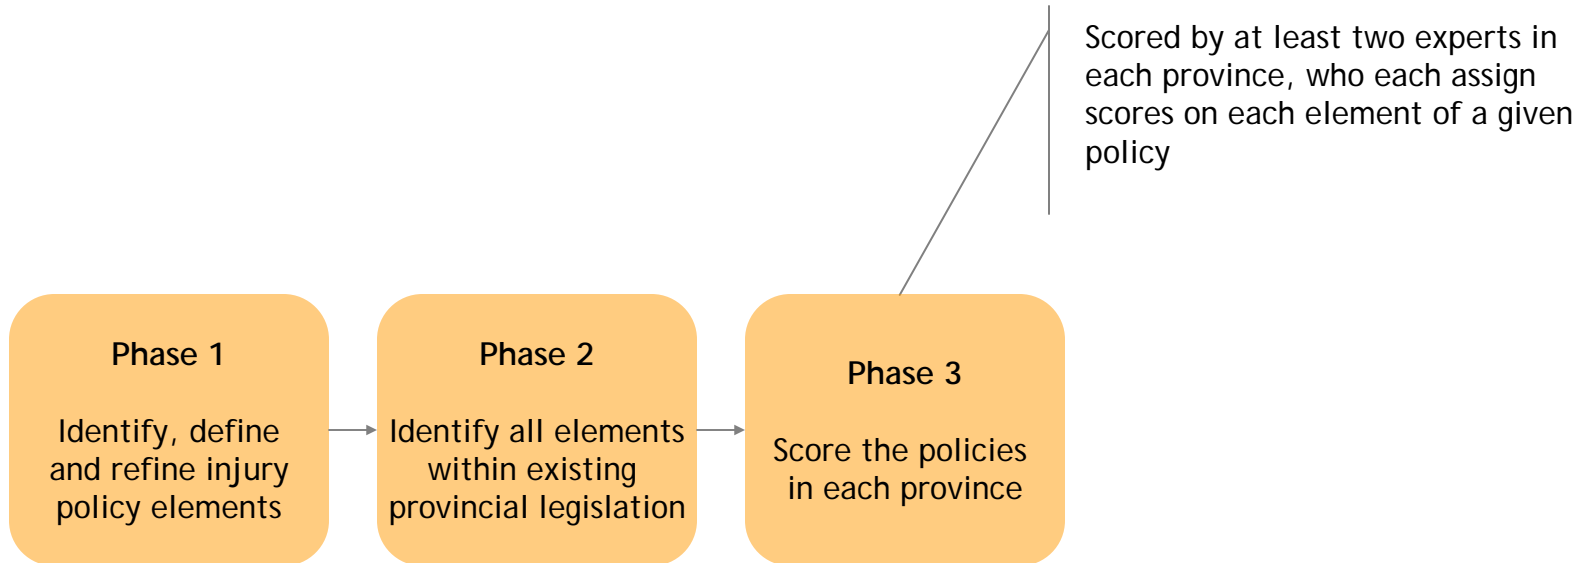 Scored by at least two experts in
each province, who each assign
scores on each element of a given
policy
Phase 1
Identify, define
and refine injury
policy elements
Phase 2
Identify all elements
within existing
provincial legislation
Phase 3
Score the policies
in each province